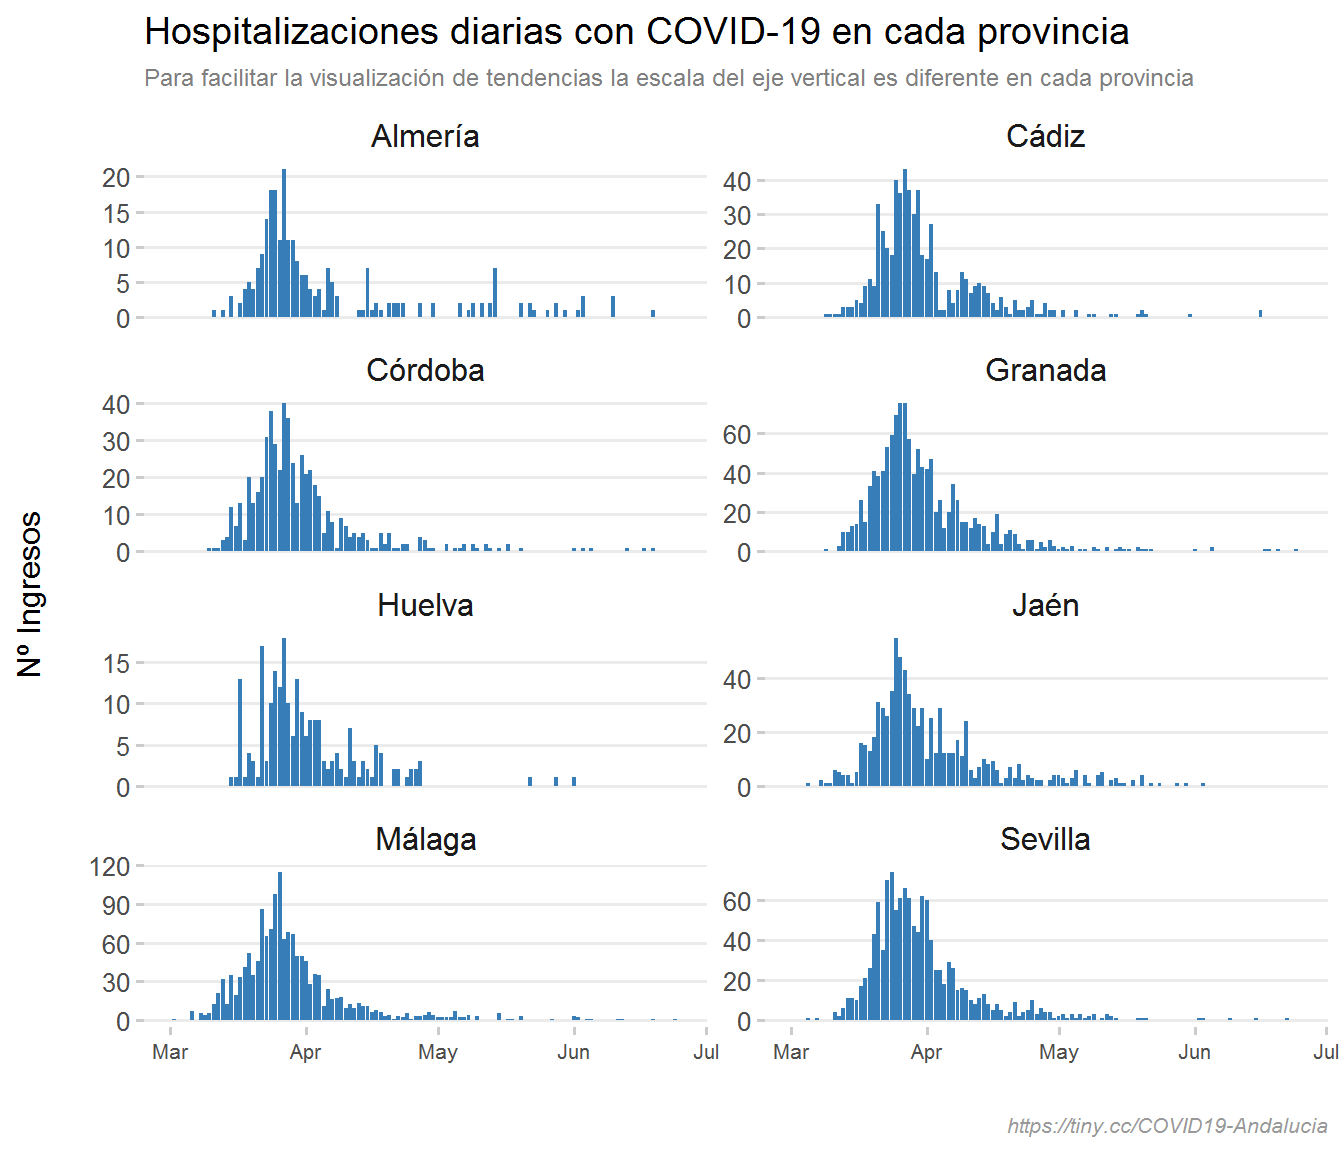 Hospitalizaciones diarias con COVID-19 en cada provincia
Para facilitar la visualización de tendencias la escala del eje vertical es diferente en cada provincia
Nº Ingresos
Almería
20
15
10
5
0
Cádiz
40
30
20
10
0
Córdoba
40
30
20
10
0
Granada
60
40
20
0
Huelva
15
10
5
0
Jaén
40
20
0
Málaga
120
90
60
30
0
Sevilla
60
40
20
0
Mar Apr May Jun Jul
Mar Apr May Jun Jul
https://tiny.cc/COVID19-Andalucia